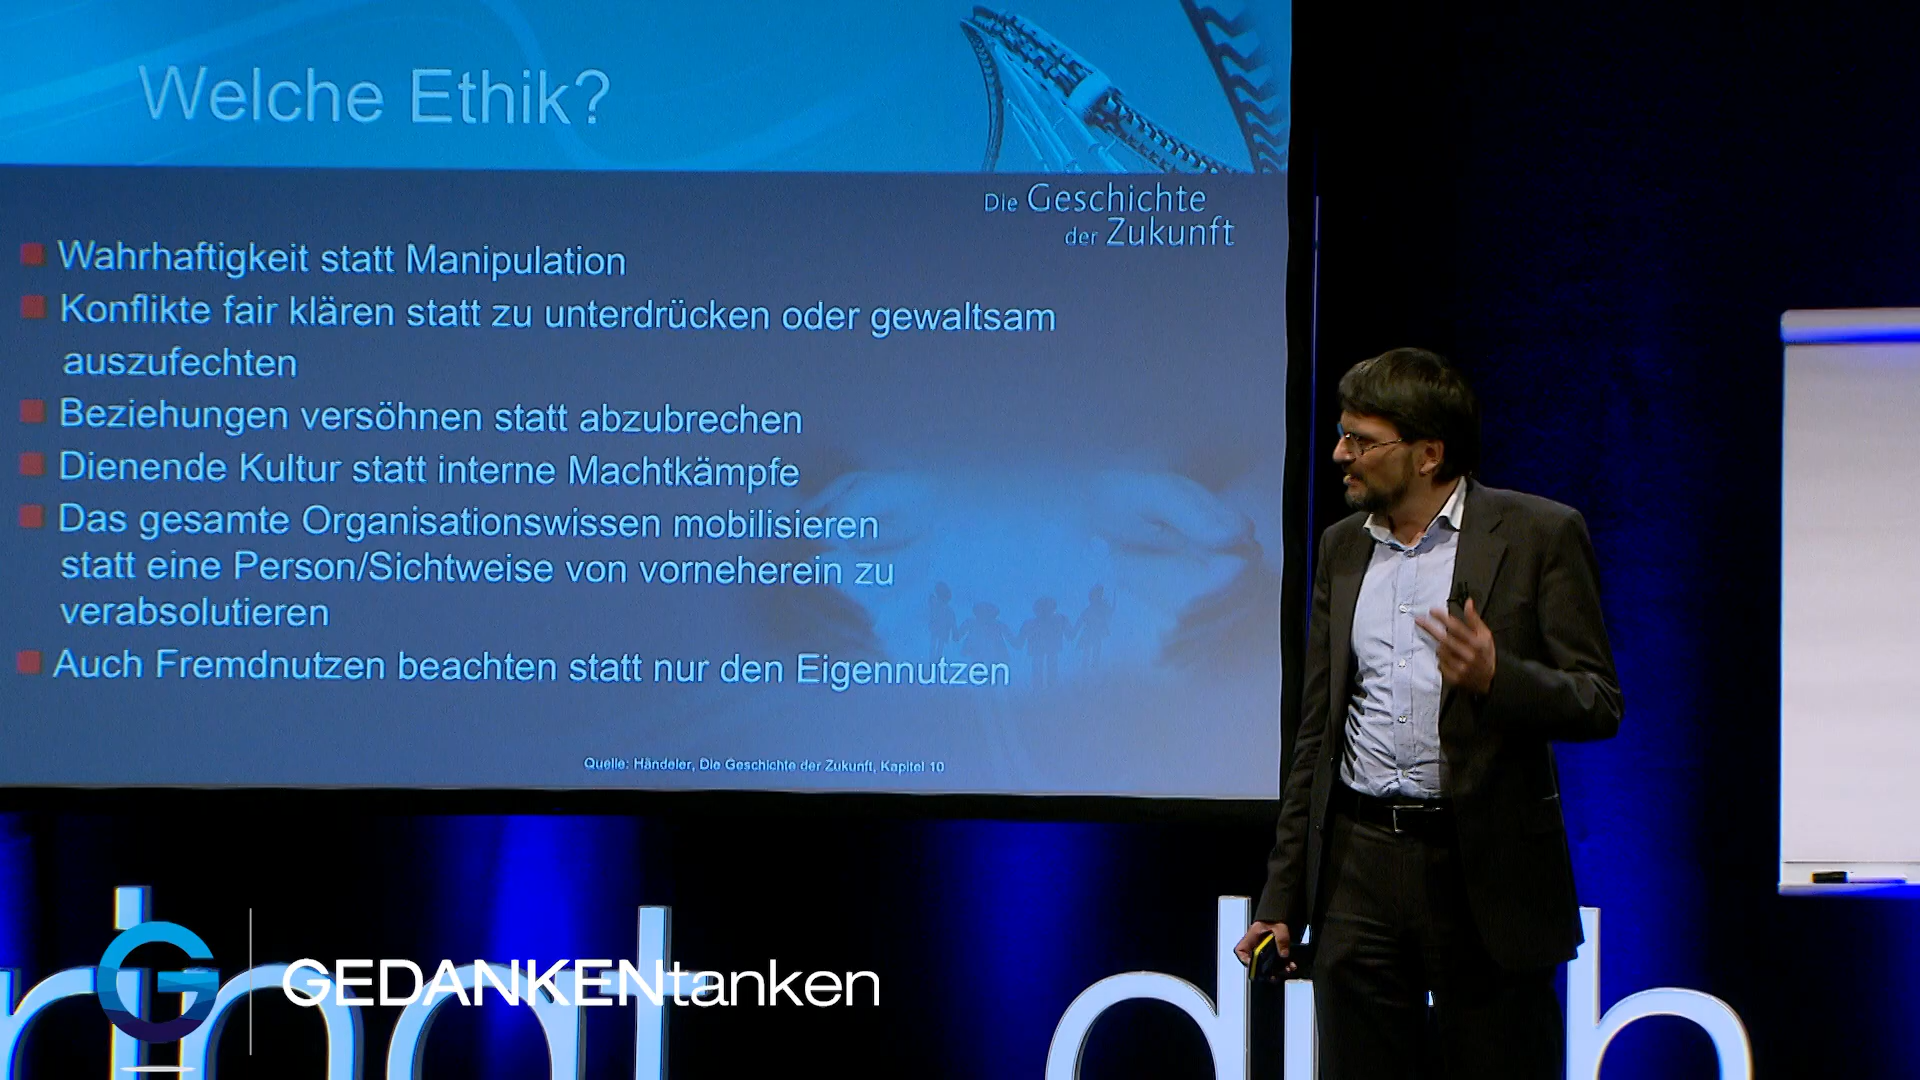 Welche Ethik?
Die Geschichte
der Zukunft
Wahrhaftigkeit statt Manipulation
Konflikte fair klären statt zu unterdrücken oder gewaltsam
auszufechten
Beziehungen versöhnen statt abzubrechen
Dienende Kultur statt interne Machtkämpfe
Das gesamte Organisationswissen mobilisieren
statt eine Person/Sichtweise von vorneherein zu
verabsolutieren
Auch Fremdnutzen beachten statt nur den Eigennutzen
Quelle: Händeler, Die Geschichte der Zukunft, Kapitel 10
G GEDANKENtanken